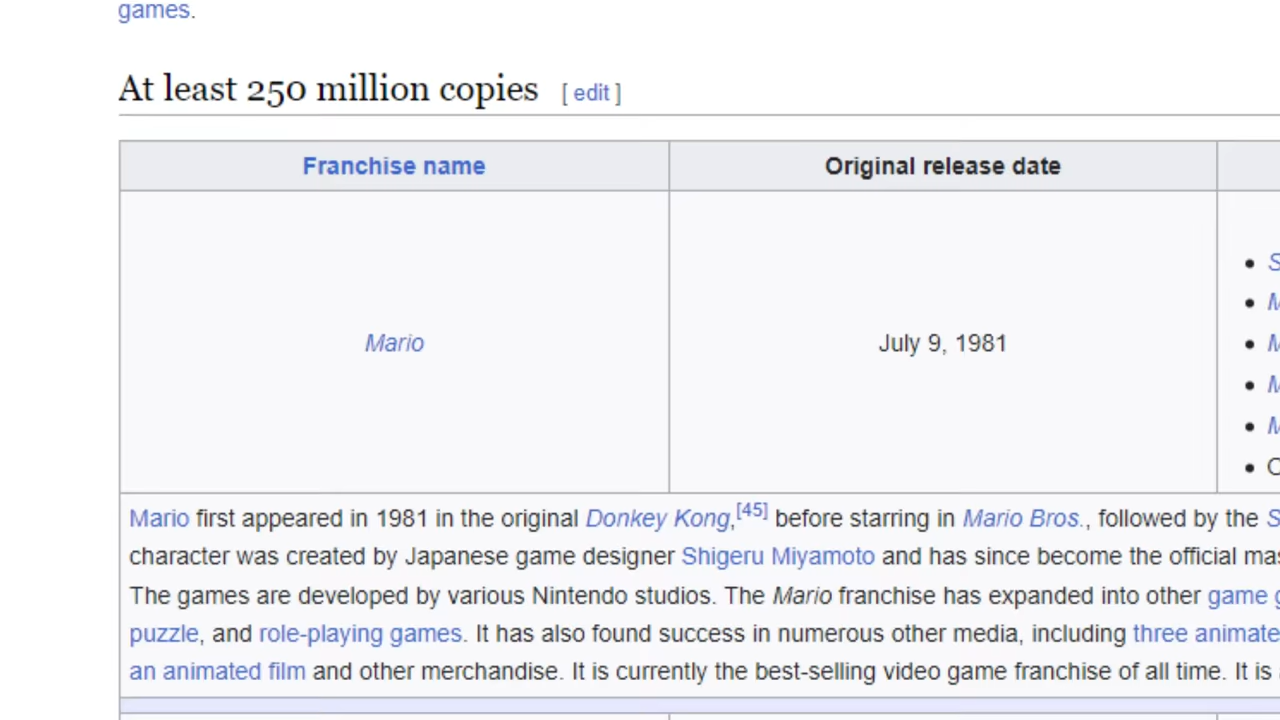 games.
At least 250 million copies [ edit ]
Franchise name Original release date
Mario July 9, 1981
Mario first appeared in 1981 in the original Donkey Kong,[45] before starring in Mario Bros., followed by the
character was created by Japanese game designer Shigeru Miyamoto and has since become the official
The games are developed by various Nintendo studios. The Mario franchise has expanded into other game
puzzle, and role-playing games. It has also found success in numerous other media, including three
an animated film and other merchandise. It is currently the best-selling video game franchise of all time. It is